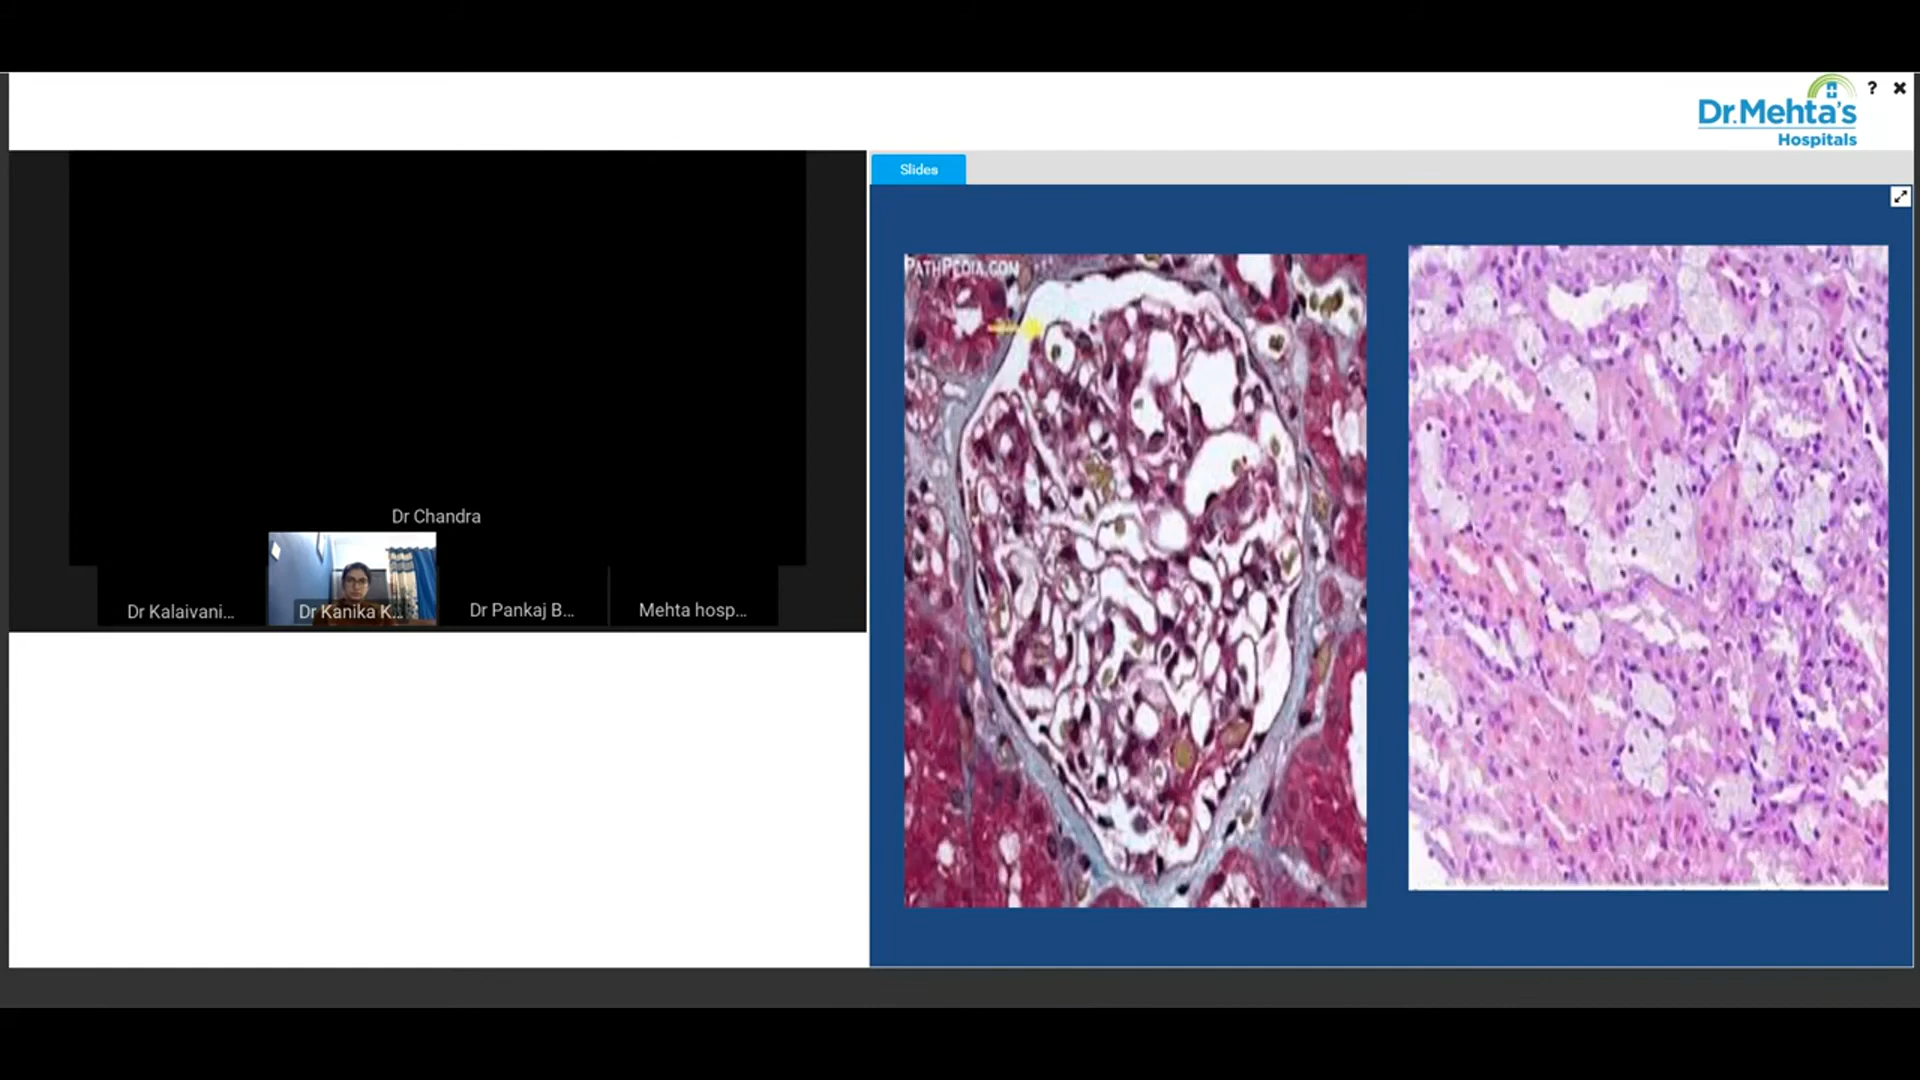 Dr.Mehta's
Hospitals
?
Slides
PATHPEDIA.COM
Dr Chandra
Dr Kalaivani...
Dr Kanika K...
Dr Pankaj B...
Mehta hosp...